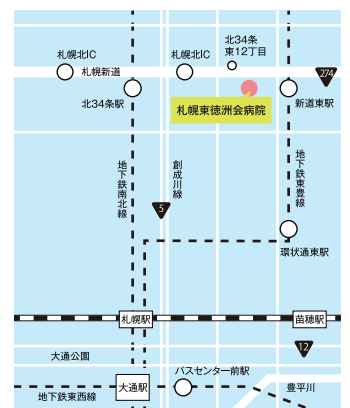 北34条
東12丁目
札幌北IC
札幌北IC
札幌新道
274
北34条駅
新道東駅
札幌東徳洲会病院
地下鉄南北線
創成川線
地下鉄東豊線
5
環状通東駅
札幌駅
苗穂駅
12
大通公園
バスセンター前駅
大通駅
地下鉄東西線
豊平川